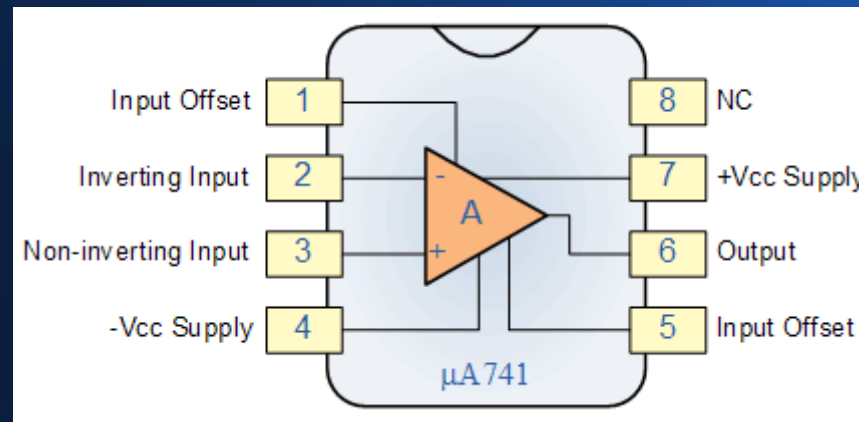 Input Offset 1 8 NC
Inverting Input 2 - 7 +Vcc Supply
A
Non-inverting Input 3 + 6 Output
-Vcc Supply 4 5 Input Offset
µA741